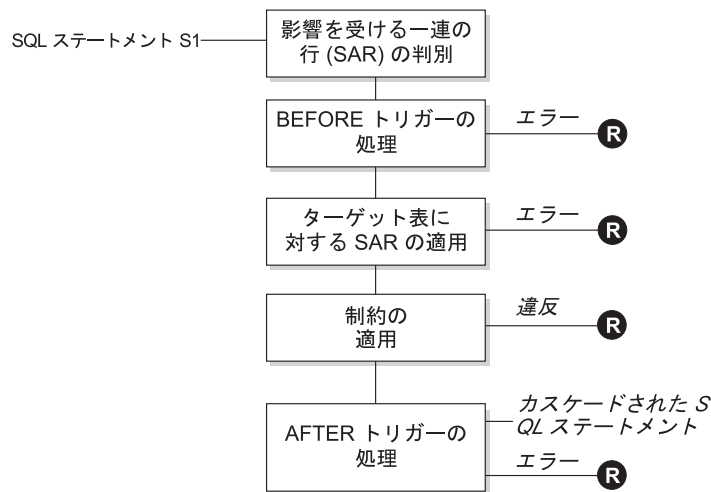 SQL ステートメント S1
影響を受ける一連の
行 (SAR) の判別
BEFORE トリガーの
処理
エラー
R
ターゲット表に
対する SAR の適用
エラー
R
制約の
適用
違反
R
AFTER トリガーの
処理
カスケードされた S
QL ステートメント
エラー
R